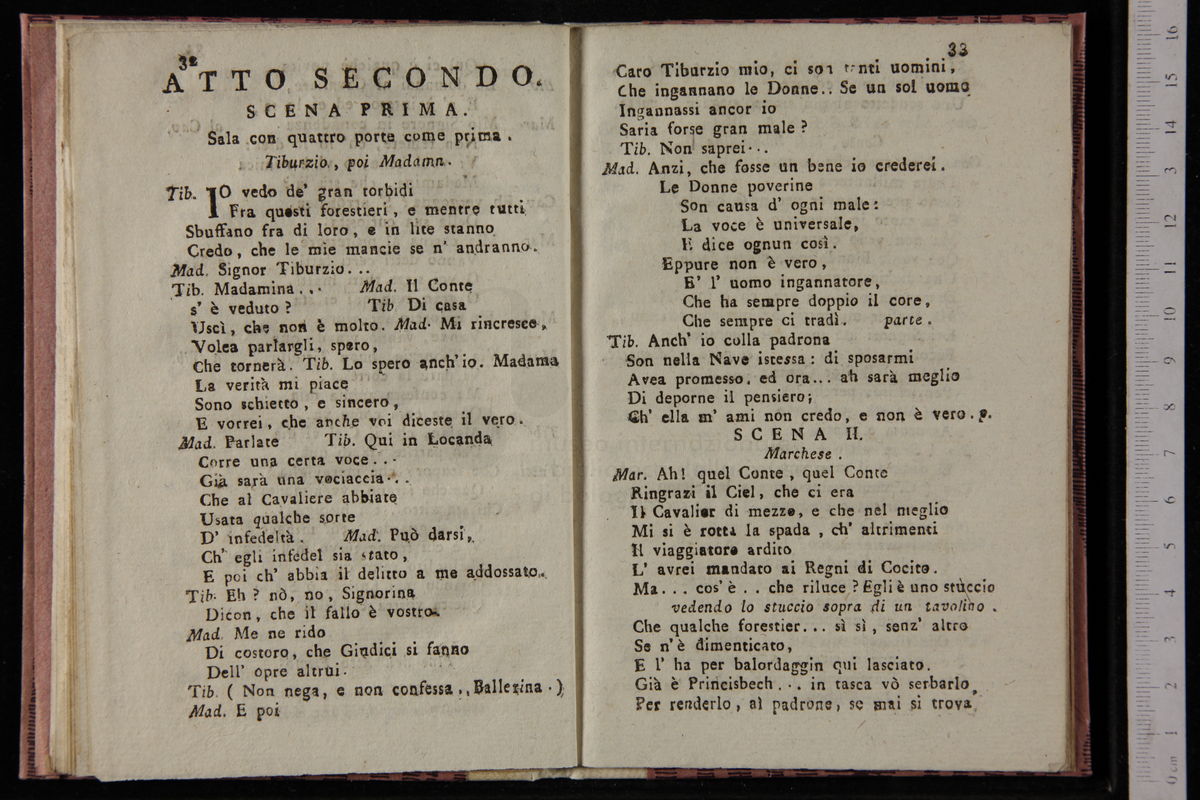 32
ATTO SECONDO.
SCENA PRIMA.
Sala con quattro porte come prima.
Tiburzio, poi Madama.
Tib. IO vedo de' gran torbidi
Fra questi forestieri, e mentre tutti
Sbuffano fra di loro, e in lite stanno
Credo, che le mie mancie se n' andranno.
Mad. Signor Tiburzio...
Tib. Madamina... Mad. Il Conte
s' è veduto? Tib Di casa
Uscì, che non è molto. Mad. Mi rincresce,
Volea parlargli, spero,
Che tornerà. Tib. Lo spero anch' io. Madama
La verità mi piace
Sono schietto, e sincero,
E vorrei, che anche voi diceste il vero.
Mad. Parlate Tib. Qui in Locanda
Corre una certa voce...
Già sarà una vociaccia...
Che al Cavaliere abbiate
Usata qualche sorte
D' infedeltà. Mad. Può darsi,
Ch' egli infedel sia stato,
E poi ch' abbia il delitto a me addossato.
Tib. Eh? nò, no, Signorina
Dicon, che il fallo è vostro.
Mad. Me ne rido
Di costoro, che Giudici si fanno
Dell' opre altrui.
Tib. (Non nega, e non confessa, Ballerina.)
Mad. E poi
33
Caro Tiburzio mio, ci son tanti uomini,
Che ingannano le Donne.. Se un sol uomo
Ingannassi ancor io
Saria forse gran male?
Tib. Non saprei...
Mad. Anzi, che fosse un bene io crederei.
Le Donne poverine
Son causa d' ogni male:
La voce è universale,
E dice ognun così.
Eppure non è vero,
E' l' uomo ingannatore,
Che ha sempre doppio il core,
Che sempre ci tradì. parte.
Tib. Anch' io colla padrona
Son nella Nave istessa: di sposarmi
Avea promesso. ed ora... ah sarà meglio
Di deporne il pensiero;
Ch' ella m' ami non credo, e non è vero. p.
SCENA II.
Marchese.
Mar. Ah! quel Conte, quel Conte
Ringrazi il Ciel, che ci era
Il Cavalier di mezzo, e che nel meglio
Mi si è rotta la spada, ch' altrimenti
Il viaggiatore ardito
L' avrei mandato ai Regni di Cocito.
Ma... cos' è.. che riluce? Egli è uno stuccio
vedendo lo stuccio sopra di un tavolino.
Che qualche forestier... sì sì, senz' altro
Se n' è dimenticato,
E l' ha per balordaggin qui lasciato.
Già è Princisbech... in tasca vò serbarlo,
Per renderlo, al padrone, se mai si trova